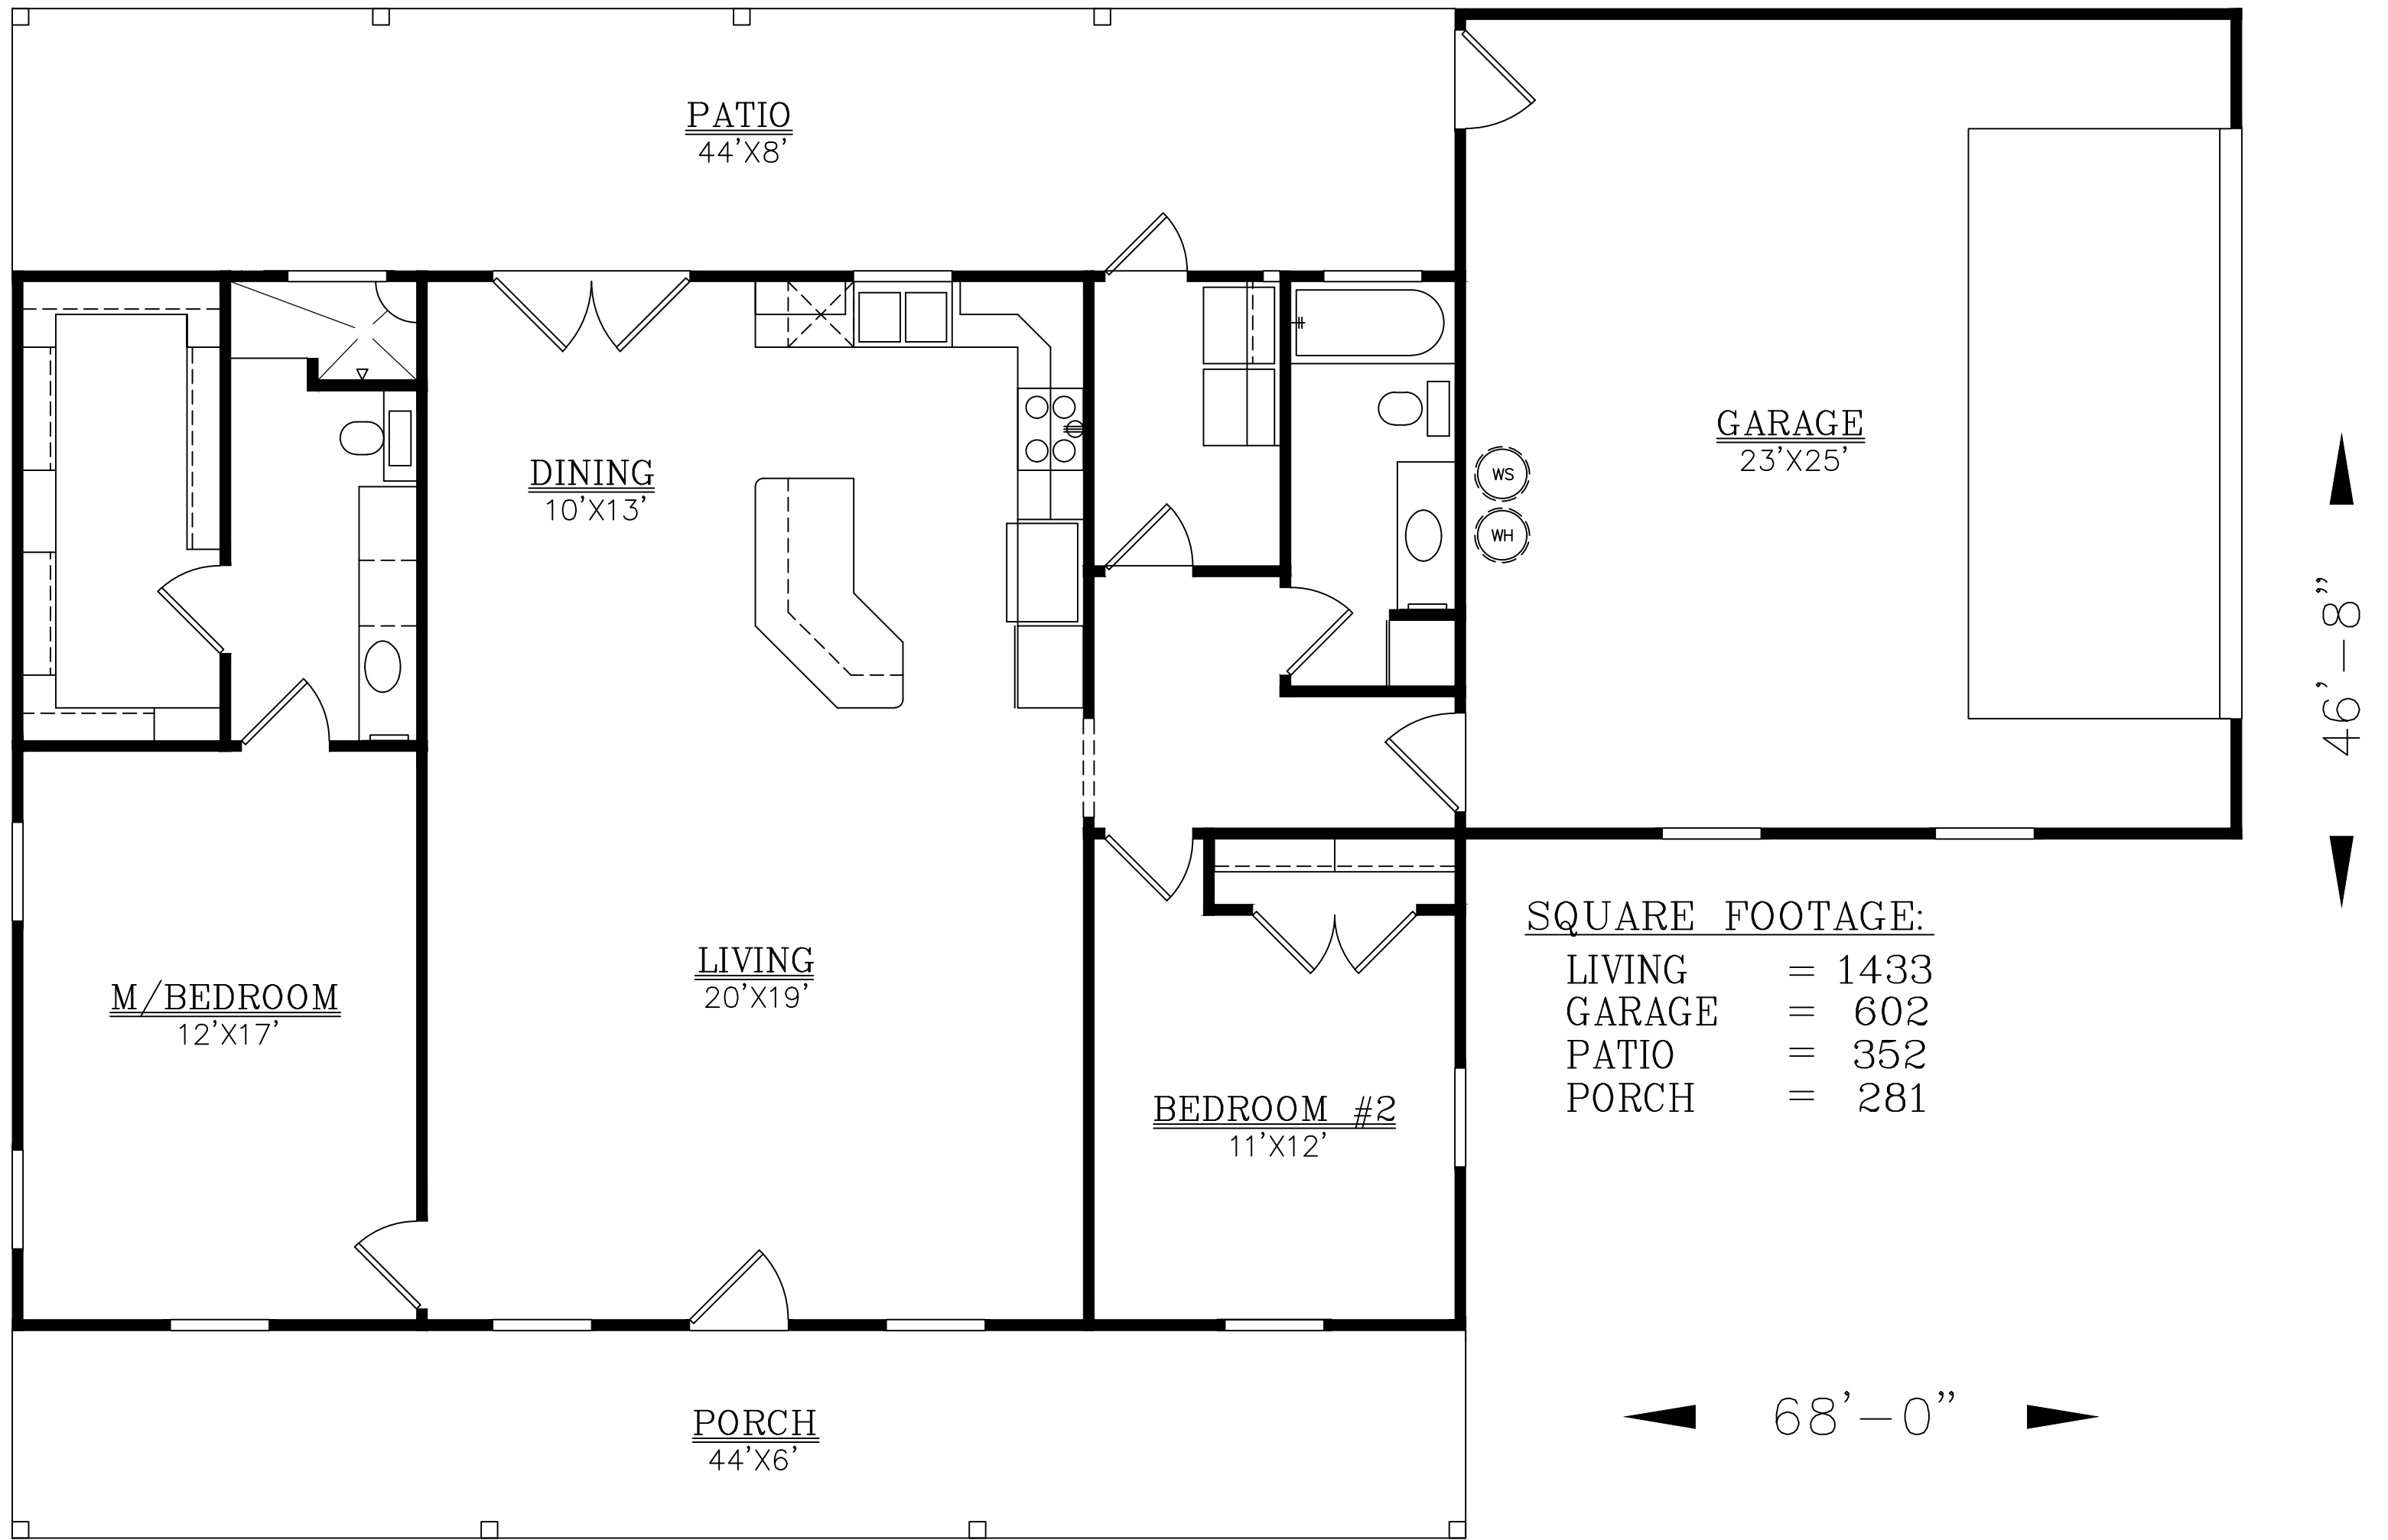 PATIO
44'X8'
GARAGE
23'X25'
DINING
10'X13'
WS
WH
46'-8"
SQUARE FOOTAGE:
LIVING = 1433
GARAGE = 602
PATIO = 352
PORCH = 281
LIVING
20'X19'
M/BEDROOM
12'X17'
BEDROOM #2
11'X12'
68'-0"
PORCH
44'X6'